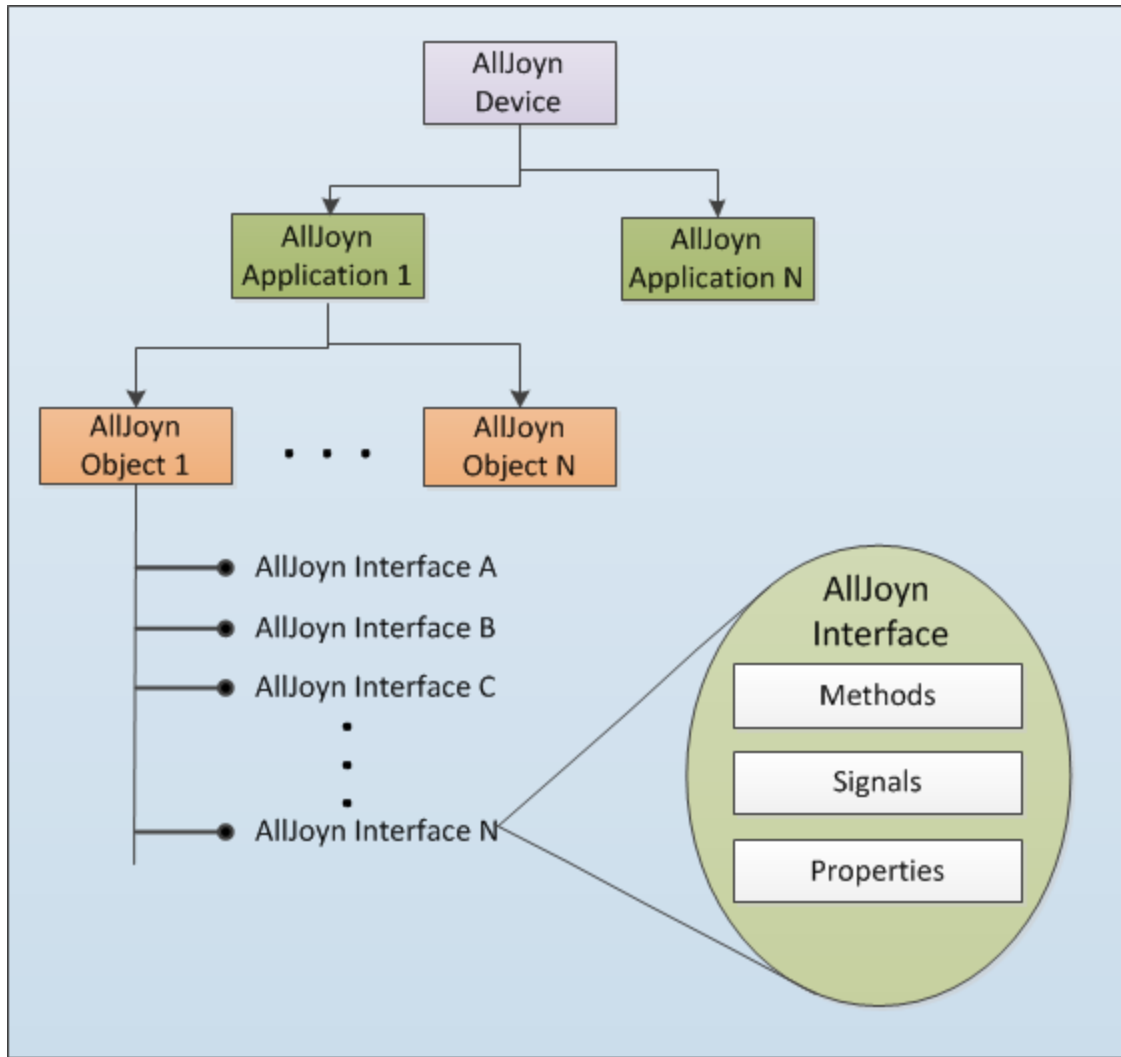 AllJoyn
Device
AllJoyn
Application 1
AllJoyn
Application N
AllJoyn
Object 1
. . .
AllJoyn
Object N
AllJoyn Interface A
AllJoyn Interface B
AllJoyn Interface C
.
.
.
AllJoyn Interface N
AllJoyn
Interface
Methods
Signals
Properties